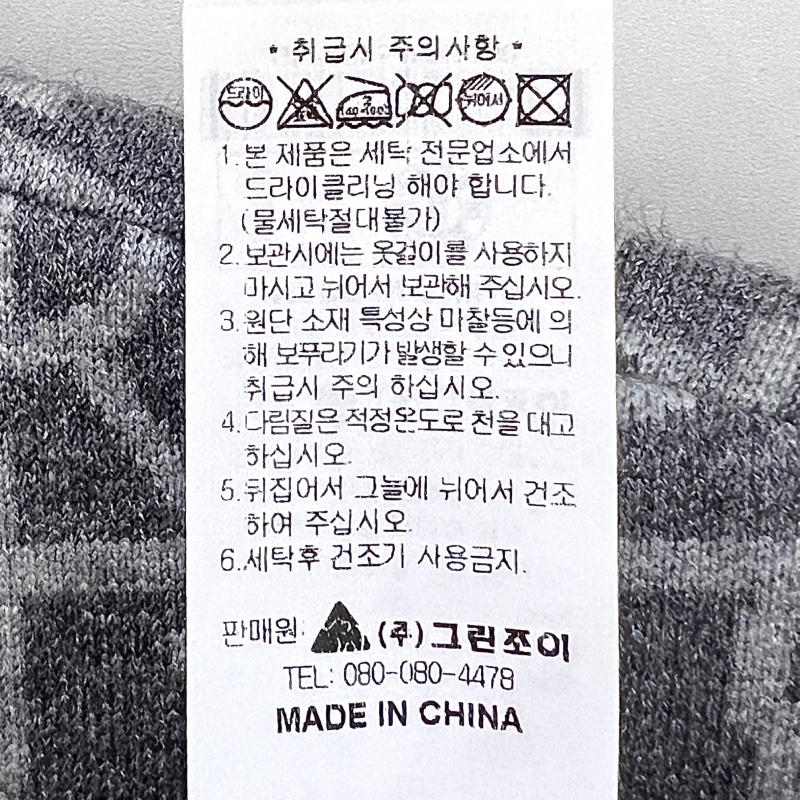 * 취급시 주의사항 *
드라이 표백 3 140~160℃ 뉘어서
1. 본 제품은 세탁 전문업소에서
드라이클리닝 해야 합니다.
(물세탁절대불가)
2. 보관시에는 옷걸이를 사용하지
마시고 뉘어서 보관해 주십시오.
3. 원단 소재 특성상 마찰등에 의
해 보푸라기가 발생할 수 있으니
취급시 주의 하십시오.
4. 다림질은 적정온도로 천을 대고
하십시오.
5. 뒤집어서 그늘에 뉘어서 건조
하여 주십시오.
6. 세탁후 건조기 사용금지.
판매원: (주)그린조이
TEL: 080-080-4478
MADE IN CHINA